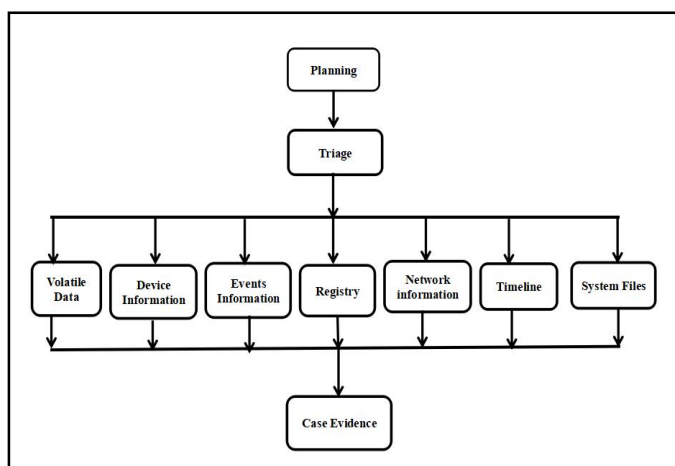 Planning
Triage
Volatile
Data
Device
Information
Events
Information
Registry
Network
information
Timeline
System Files
Case Evidence